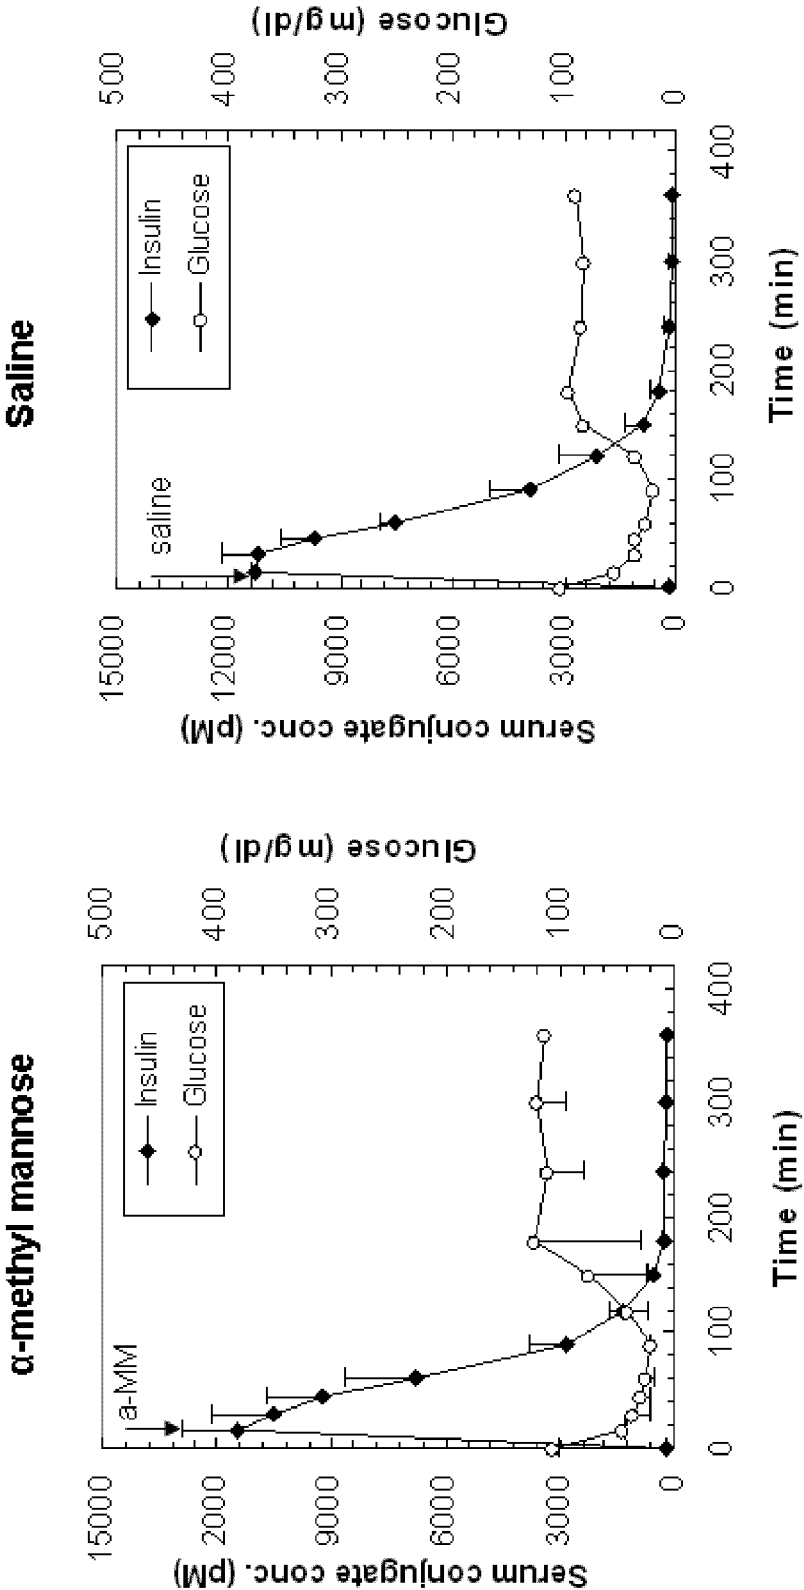 α-methyl mannose
a-MM
Insulin
Glucose
15000
2000
9000
6000
3000
0
Serum conjugate conc. (pM)
500
400
300
200
100
0
Glucose (mg/dl)
0 100 200 300 400
Time (min)
Saline
saline
Insulin
Glucose
15000
12000
9000
6000
3000
0
Serum conjugate conc. (pM)
500
400
300
200
100
0
Glucose (mg/dl)
0 100 200 300 400
Time (min)